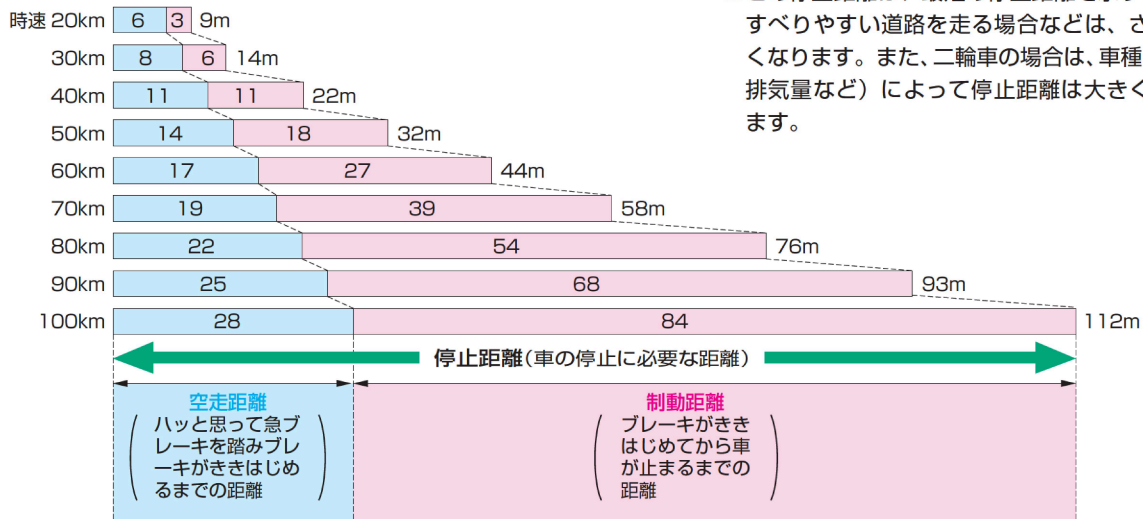 すべりやすい道路を走る場合などは、さ
くなります。また、二輪車の場合は、車種
排気量など）によって停止距離は大きく
ます。
時速 20km 6 3 9m
30km 8 6 14m
40km 11 11 22m
50km 14 18 32m
60km 17 27 44m
70km 19 39 58m
80km 22 54 76m
90km 25 68 93m
100km 28 84 112m
停止距離(車の停止に必要な距離)
空走距離
ハッと思って急ブ
レーキを踏みブレ
ーキがききはじめ
るまでの距離
制動距離
ブレーキがきき
はじめてから車
が止まるまでの
距離